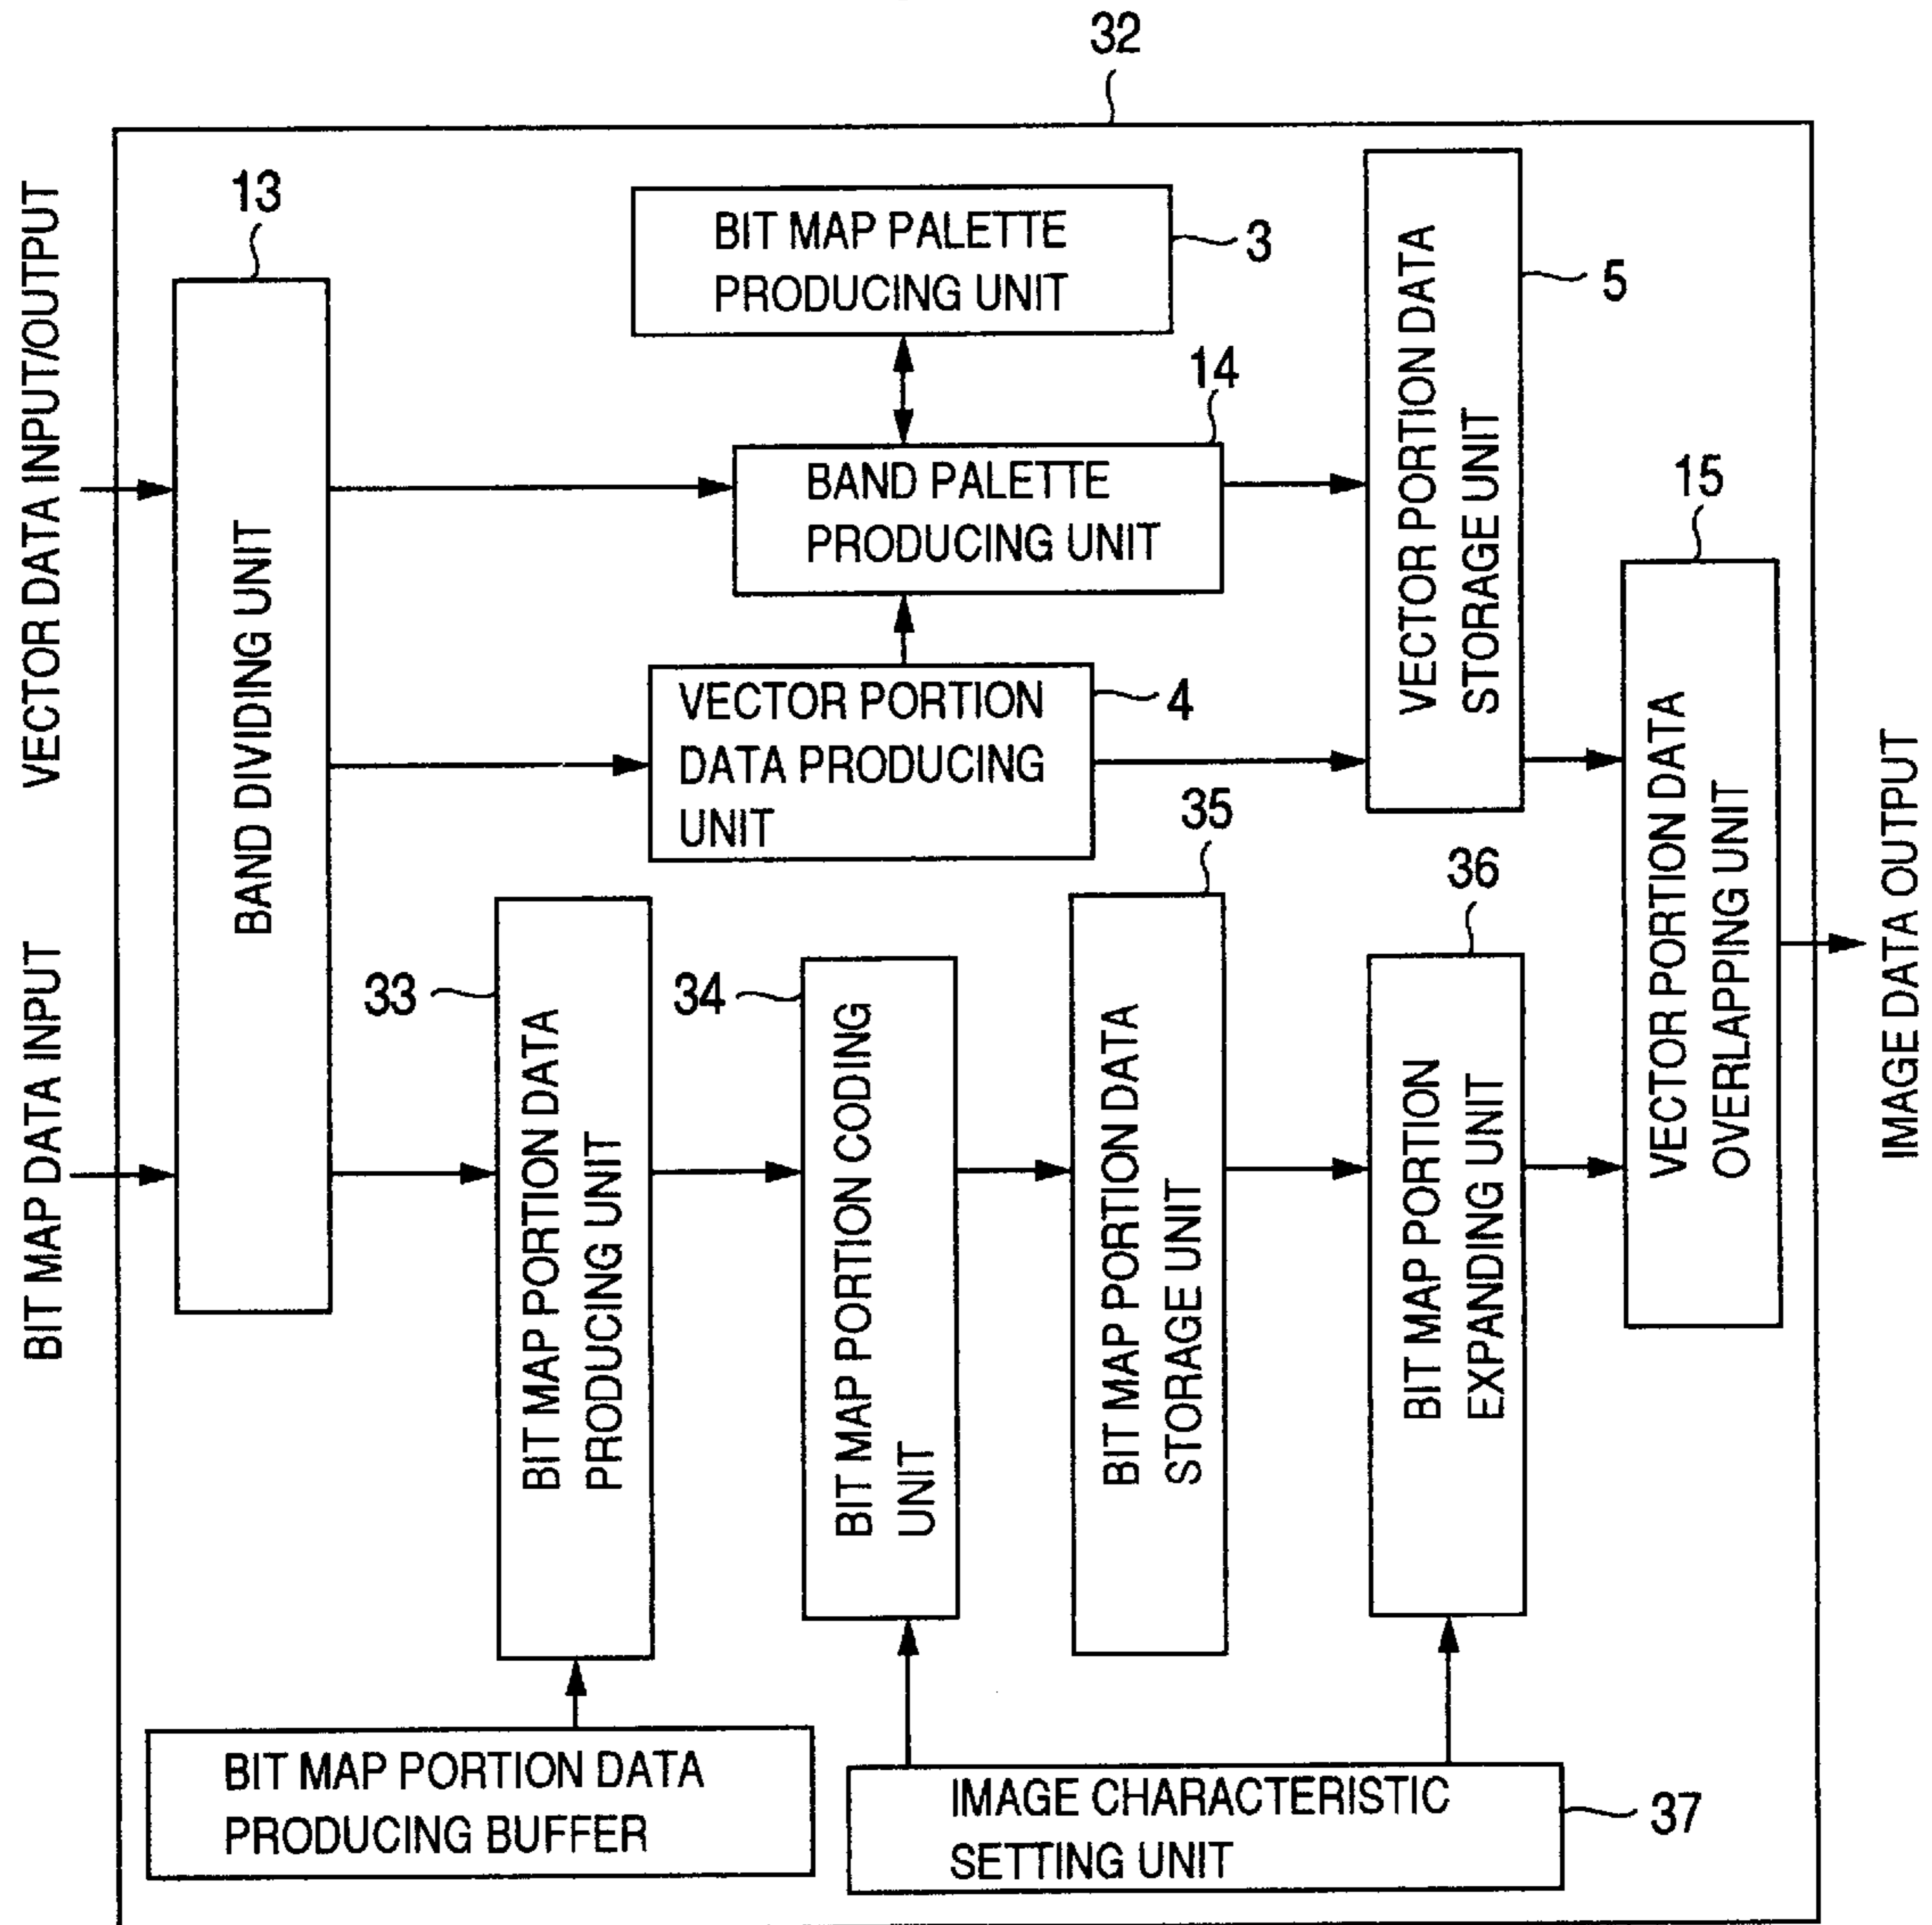 32
VECTOR DATA INPUT/OUTPUT
BIT MAP DATA INPUT
13
BAND DIVIDING UNIT
BIT MAP PALETTE
PRODUCING UNIT
3
14
BAND PALETTE
PRODUCING UNIT
VECTOR PORTION
DATA PRODUCING
UNIT
4
5
VECTOR PORTION DATA
STORAGE UNIT
15
VECTOR PORTION DATA
OVERLAPPING UNIT
IMAGE DATA OUTPUT
33
BIT MAP PORTION DATA
PRODUCING UNIT
34
BIT MAP PORTION CODING
UNIT
35
BIT MAP PORTION DATA
STORAGE UNIT
36
BIT MAP PORTION
EXPANDING UNIT
BIT MAP PORTION DATA
PRODUCING BUFFER
IMAGE CHARACTERISTIC
SETTING UNIT
37